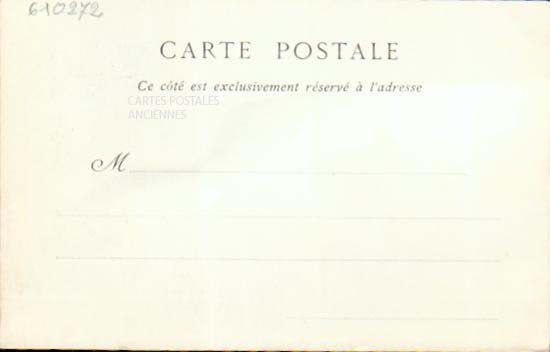 610272
CARTE POSTALE
Ce côté est exclusivement réservé à l'adresse
CARTES POSTALES
ANCIENNES
M